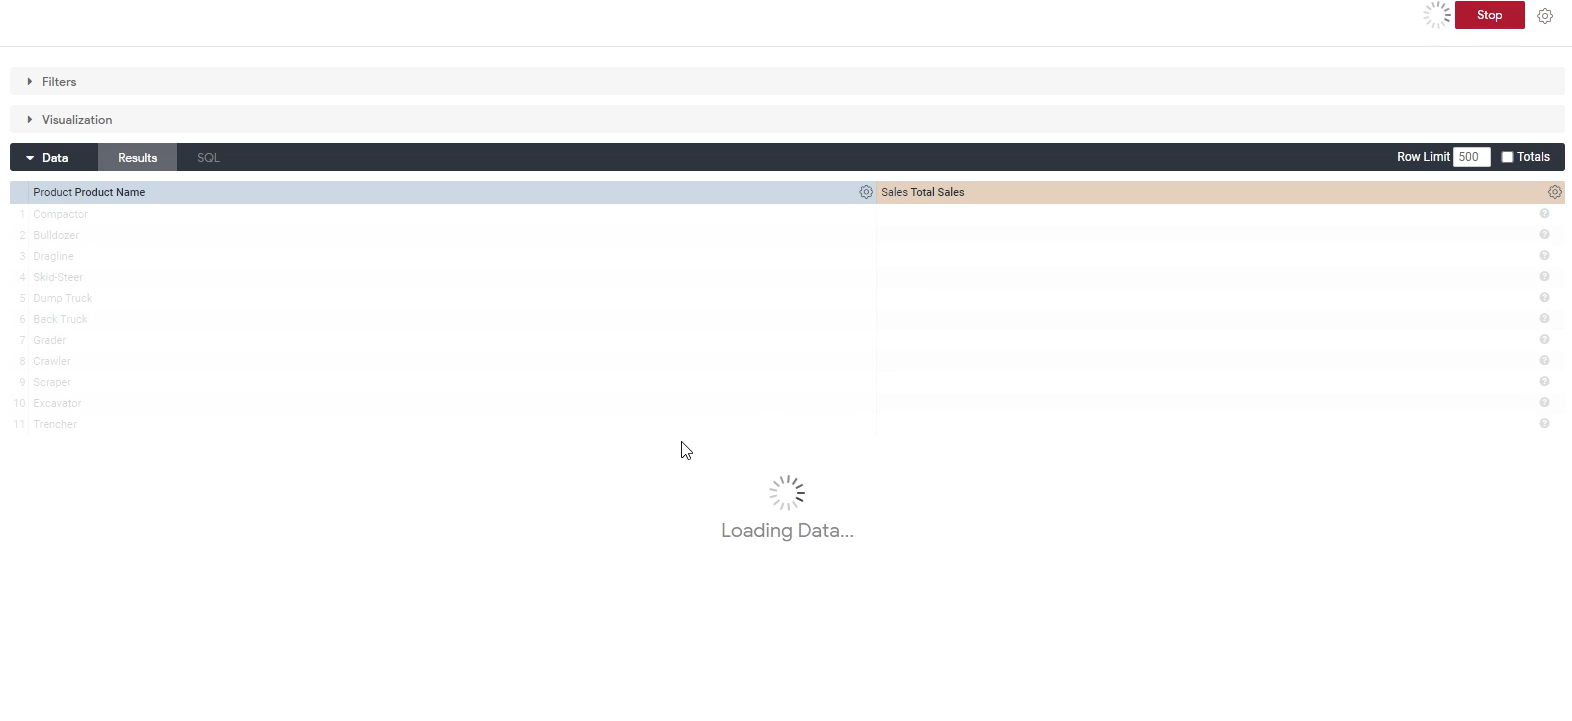 Stop
Filters
Visualization
Data Results SQL Row Limit 500 Totals
Product Product Name Sales Total Sales
1 Compactor ?
2 Bulldozer ?
3 Dragline ?
4 Skid-Steer ?
5 Dump Truck ?
6 Back Truck ?
7 Grader ?
8 Crawler ?
9 Scraper ?
10 Excavator ?
11 Trencher ?
Loading Data...